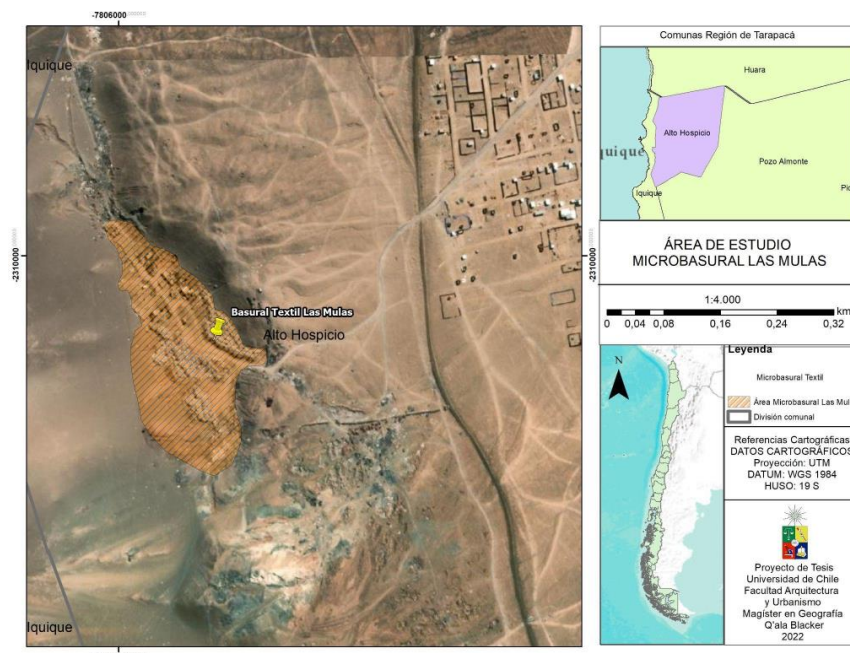 -7806000
Iquique
-2310000
-2310000
Basural Textil Las Mulas
Alto Hospicio
Iquique
Comunas Región de Tarapacá
Huara
Alto Hospicio
quique
Pozo Almonte
Iquique
Pic
ÁREA DE ESTUDIO
MICROBASURAL LAS MULAS
1:4.000
km
0 0,04 0,08 0,16 0,24 0,32
N
Leyenda
Microbasural Textil
Área Microbasural Las Mul
División comunal
Referencias Cartográficas
DATOS CARTOGRÁFICOS
Proyección: UTM
DATUM: WGS 1984
HUSO: 19 S
Proyecto de Tesis
Universidad de Chile
Facultad Arquitectura
y Urbanismo
Magíster en Geografía
Q'ala Blacker
2022